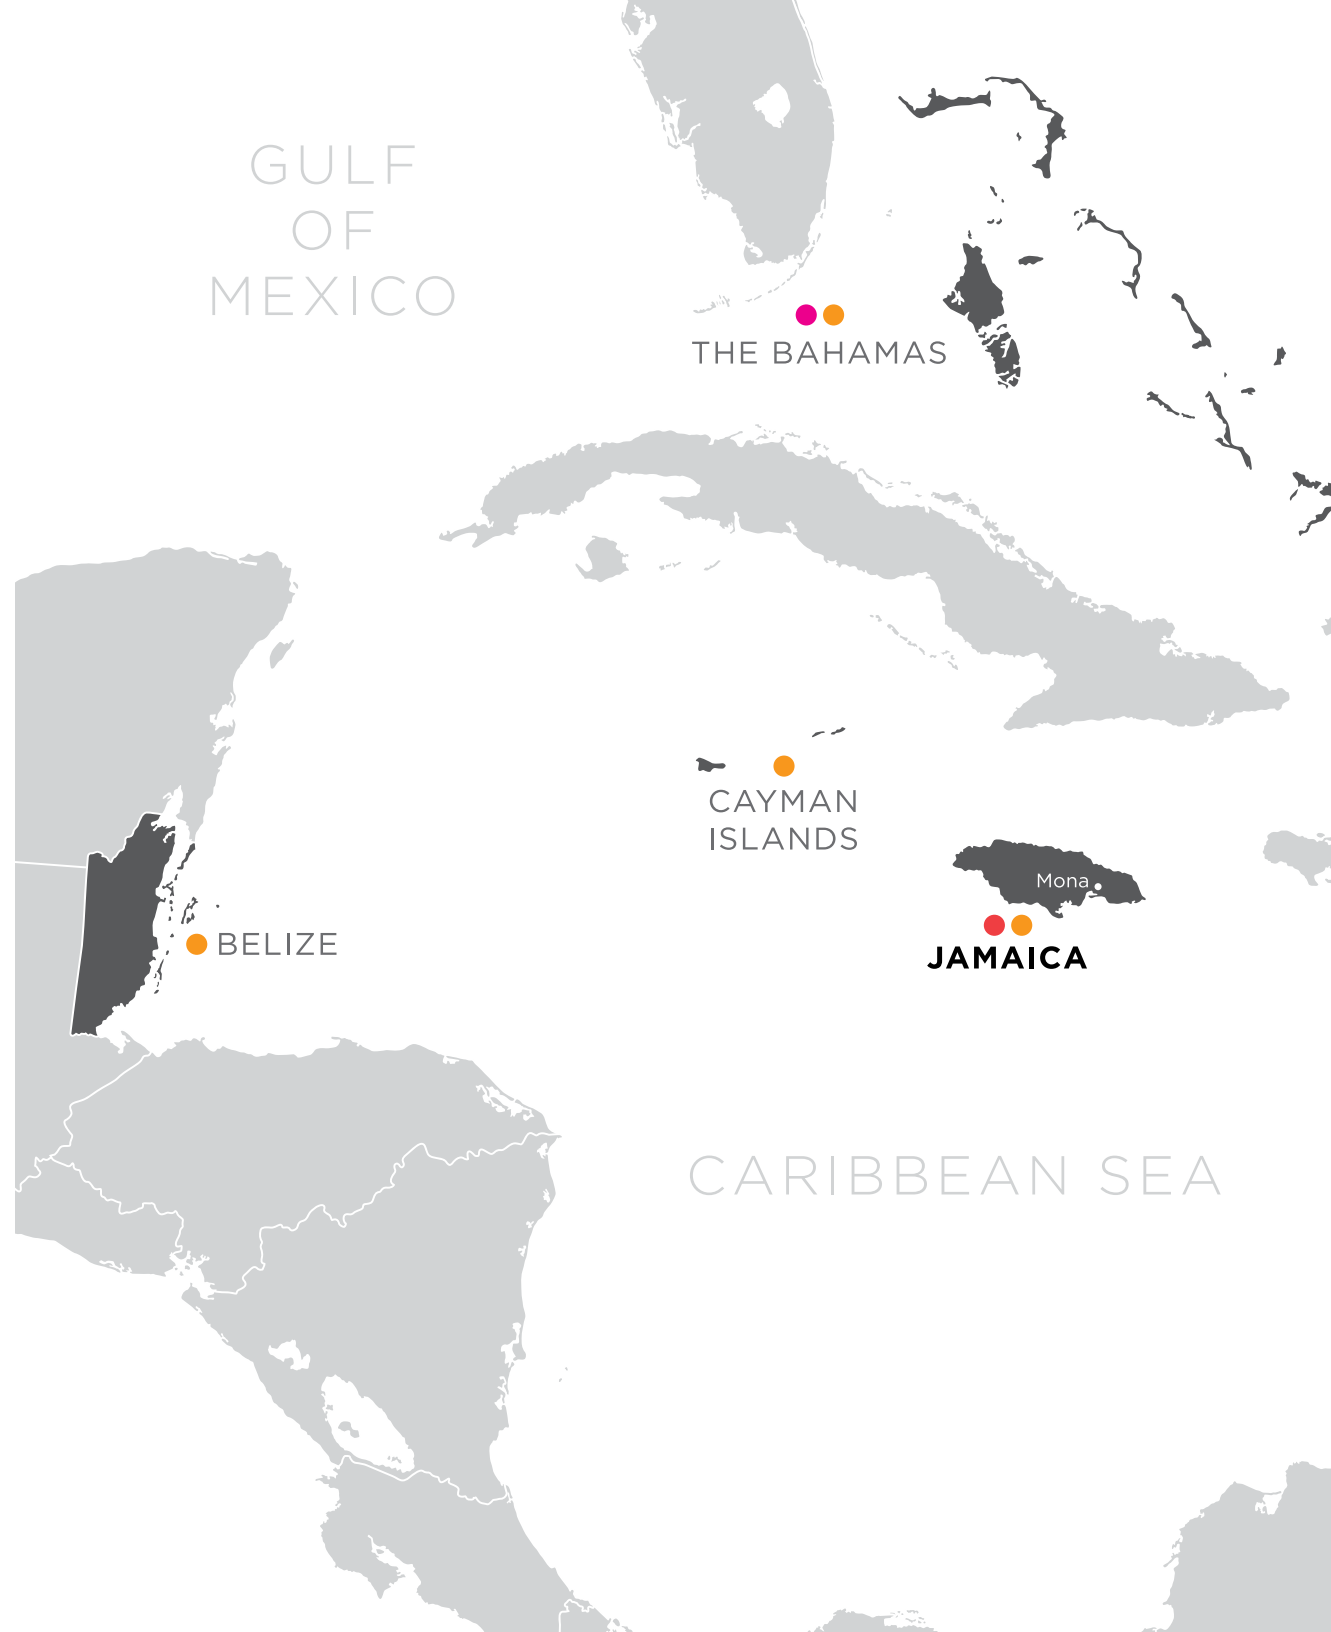 GULF
OF
MEXICO
THE BAHAMAS
CAYMAN
ISLANDS
Mona
BELIZE
JAMAICA
CARIBBEAN SEA